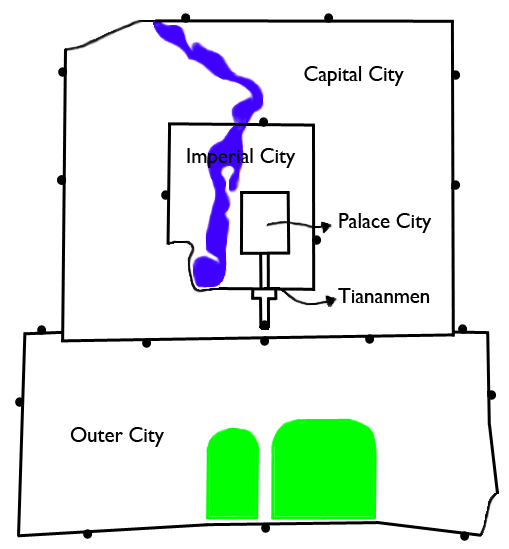 Capital City
Imperial City
Palace City
Tiananmen
Outer City